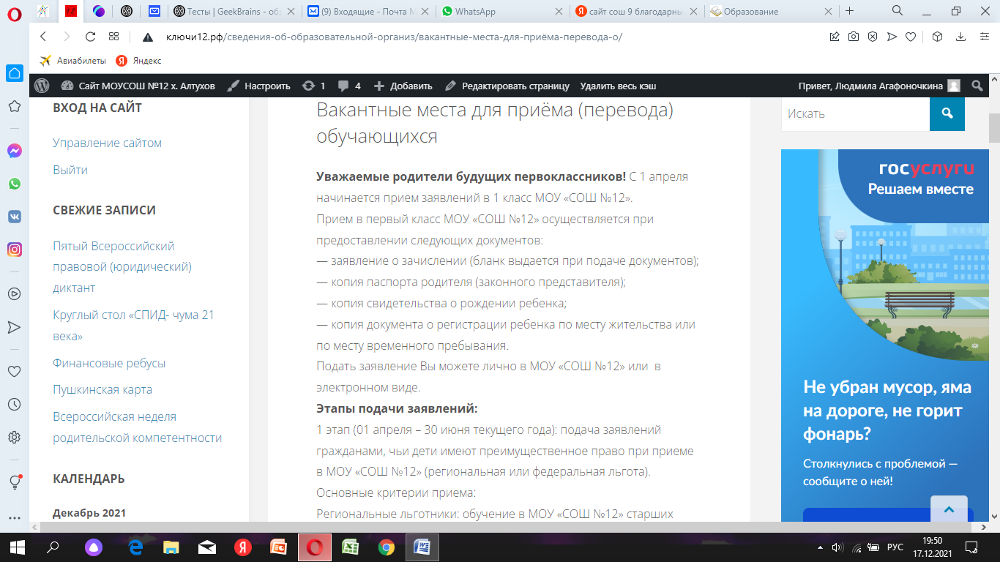 Тесты | GeekBrains - обр
(9) Входящие - Почта M
WhatsApp
сайт сош 9 благодарны
Образование
ключи12.рф/сведения-об-образовательной-организ/вакантные-места-для-приёма-перевода-о/
Авиабилеты
Яндекс
Сайт МОУСОШ №12 х. Алтухов
Настроить
1
4
Добавить
Редактировать страницу
Удалить весь кэш
Привет, Людмила Агафоночкина
ВХОД НА САЙТ
Управление сайтом
Выйти
СВЕЖИЕ ЗАПИСИ
Пятый Всероссийский
правовой (юридический)
диктант
Круглый стол «СПИД- чума 21
века»
Финансовые ребусы
Пушкинская карта
Всероссийская неделя
родительской компетентности
КАЛЕНДАРЬ
Декабрь 2021
Вакантные места для приёма (перевода)
обучающихся
Уважаемые родители будущих первоклассников! С 1 апреля
начинается прием заявлений в 1 класс МОУ «СОШ №12».
Прием в первый класс МОУ «СОШ №12» осуществляется при
предоставлении следующих документов:
— заявление о зачислении (бланк выдается при подаче документов);
— копия паспорта родителя (законного представителя);
— копия свидетельства о рождении ребенка;
— копия документа о регистрации ребенка по месту жительства или
по месту временного пребывания.
Подать заявление Вы можете лично в МОУ «СОШ №12» или в
электронном виде.
Этапы подачи заявлений:
1 этап (01 апреля – 30 июня текущего года): подача заявлений
гражданами, чьи дети имеют преимущественное право при приеме
в МОУ «СОШ №12» (региональная или федеральная льгота).
Основные критерии приема:
Региональные льготники: обучение в МОУ «СОШ №12» старших
Искать
госуслуги
Решаем вместе
Не убран мусор, яма
на дороге, не горит
фонарь?
Столкнулись с проблемой —
сообщите о ней!
РУС
19:50
17.12.2021